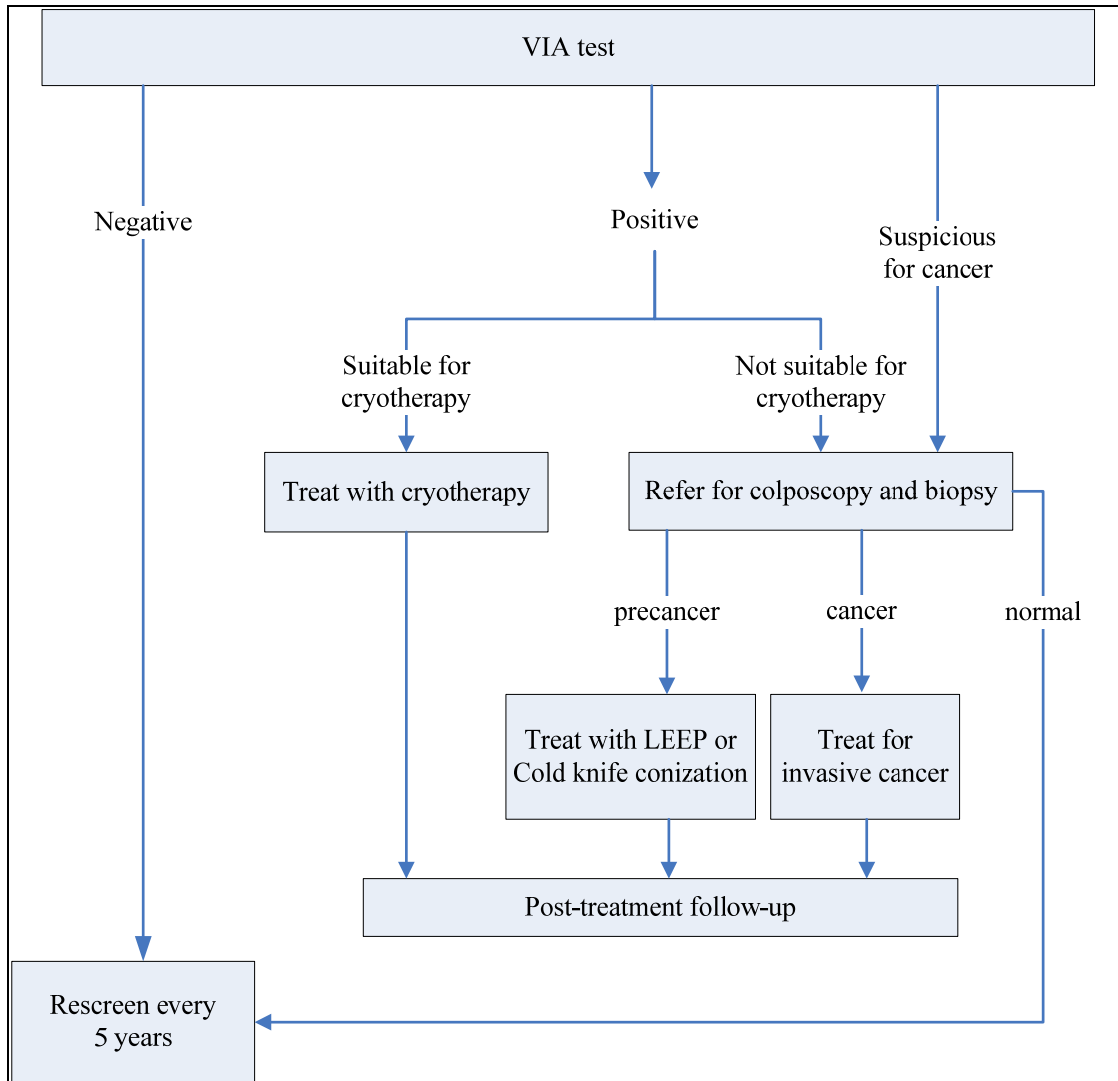 VIA test
Negative
Positive
Suspicious
for cancer
Suitable for
cryotherapy
Not suitable for
cryotherapy
Treat with cryotherapy
Refer for colposcopy and biopsy
precancer
cancer
normal
Treat with LEEP or
Cold knife conization
Treat for
invasive cancer
Post-treatment follow-up
Rescreen every
5 years